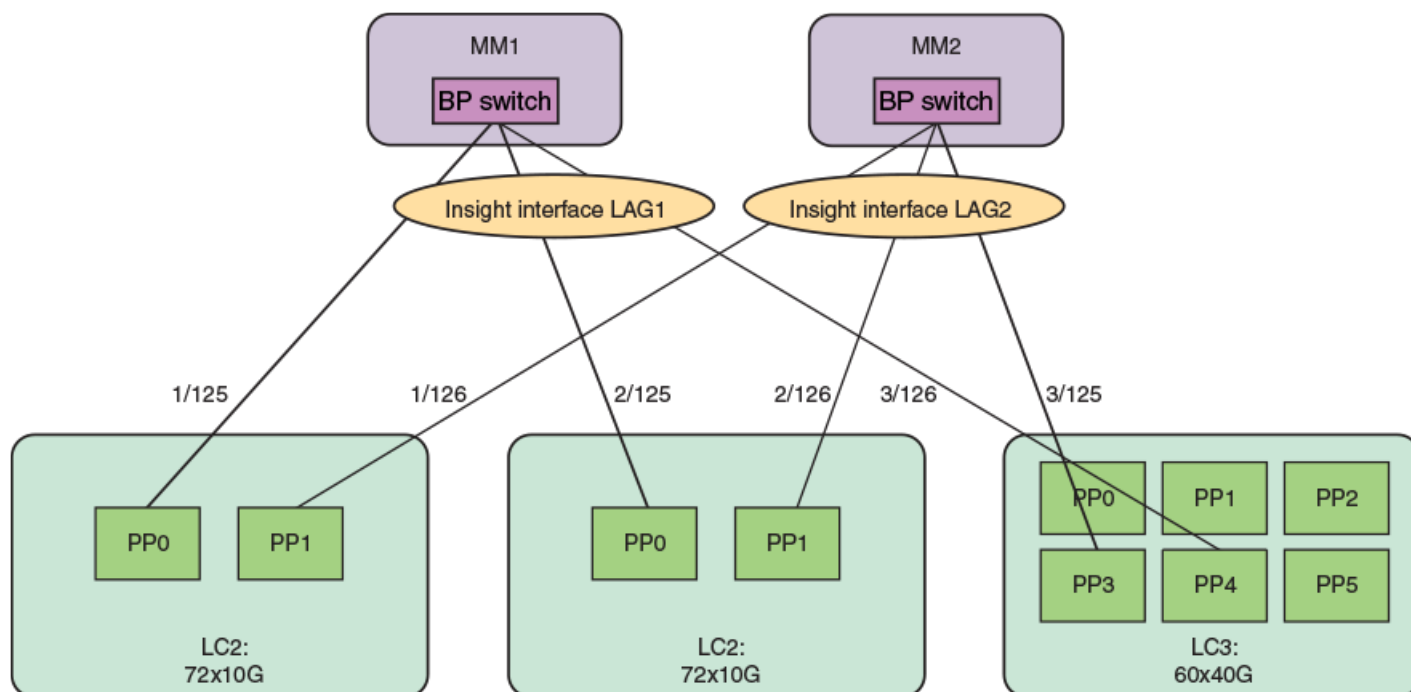 MM1
MM2
BP switch
BP switch
Insight interface LAG1
Insight interface LAG2
1/125
1/126
2/125
2/126
3/126
3/125
PP0
PP1
PP0
PP1
PP0
PP1
PP2
PP3
PP4
PP5
LC2:
72x10G
LC2:
72x10G
LC3:
60x40G